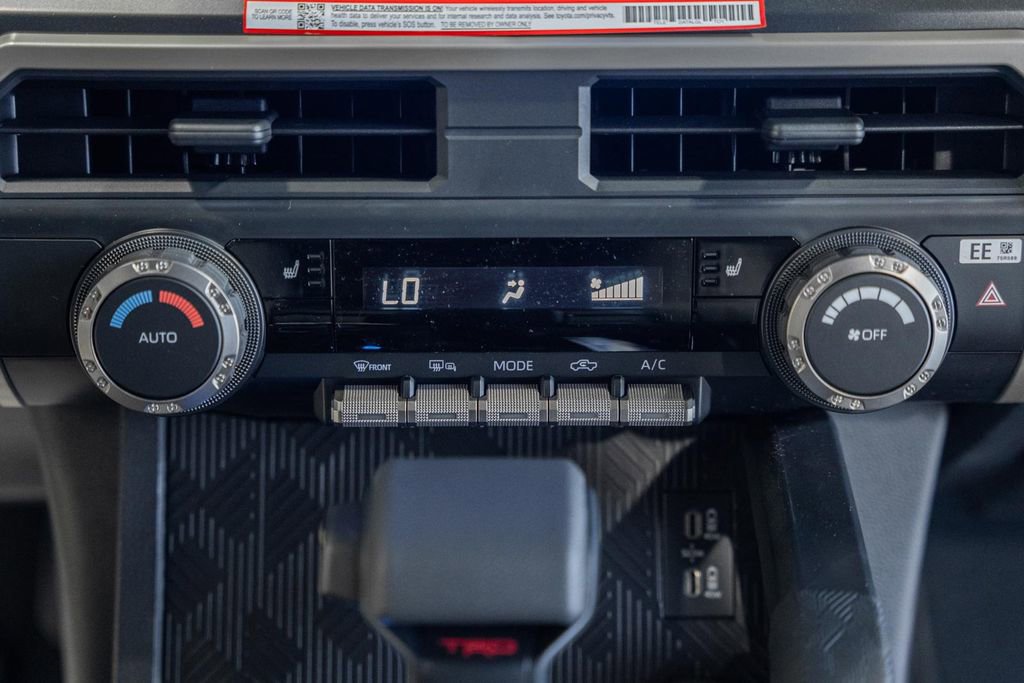 SCAN QR CODE
TO LEARN MORE
VEHICLE DATA TRANSMISSION IS ON! Your vehicle wirelessly transmits location, driving and vehicle
health data to deliver your services and for internal research and data analysis. See toyota.com/privacyvts.
To disable, press vehicle's SOS button. TO BE REMOVED BY OWNER ONLY
EE
75R089
LO
AUTO
OFF
FRONT
MODE
A/C
TRD